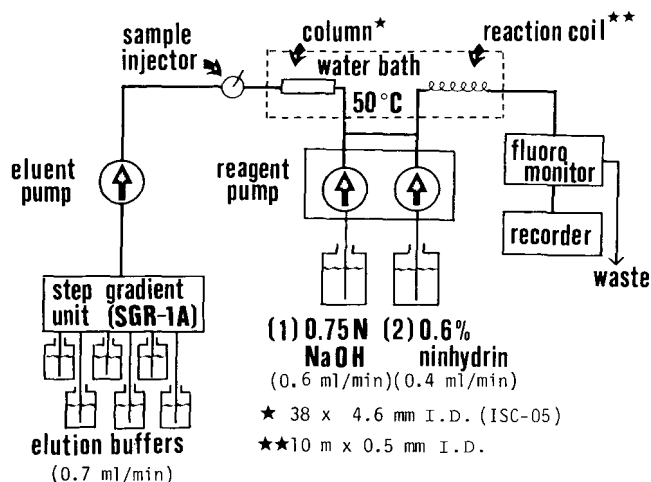 column★
reaction coil★★
sample
injector
water bath
50°C
eluent
pump
reagent
pump
fluoro
monitor
recorder
waste
step gradient
unit (SGR-1A)
(1) 0.75N (2) 0.6%
NaOH ninhydrin
(0.6 ml/min)(0.4 ml/min)
★ 38 x 4.6 mm I.D. (ISC-05)
elution buffers
★★10 m x 0.5 mm I.D.
(0.7 ml/min)